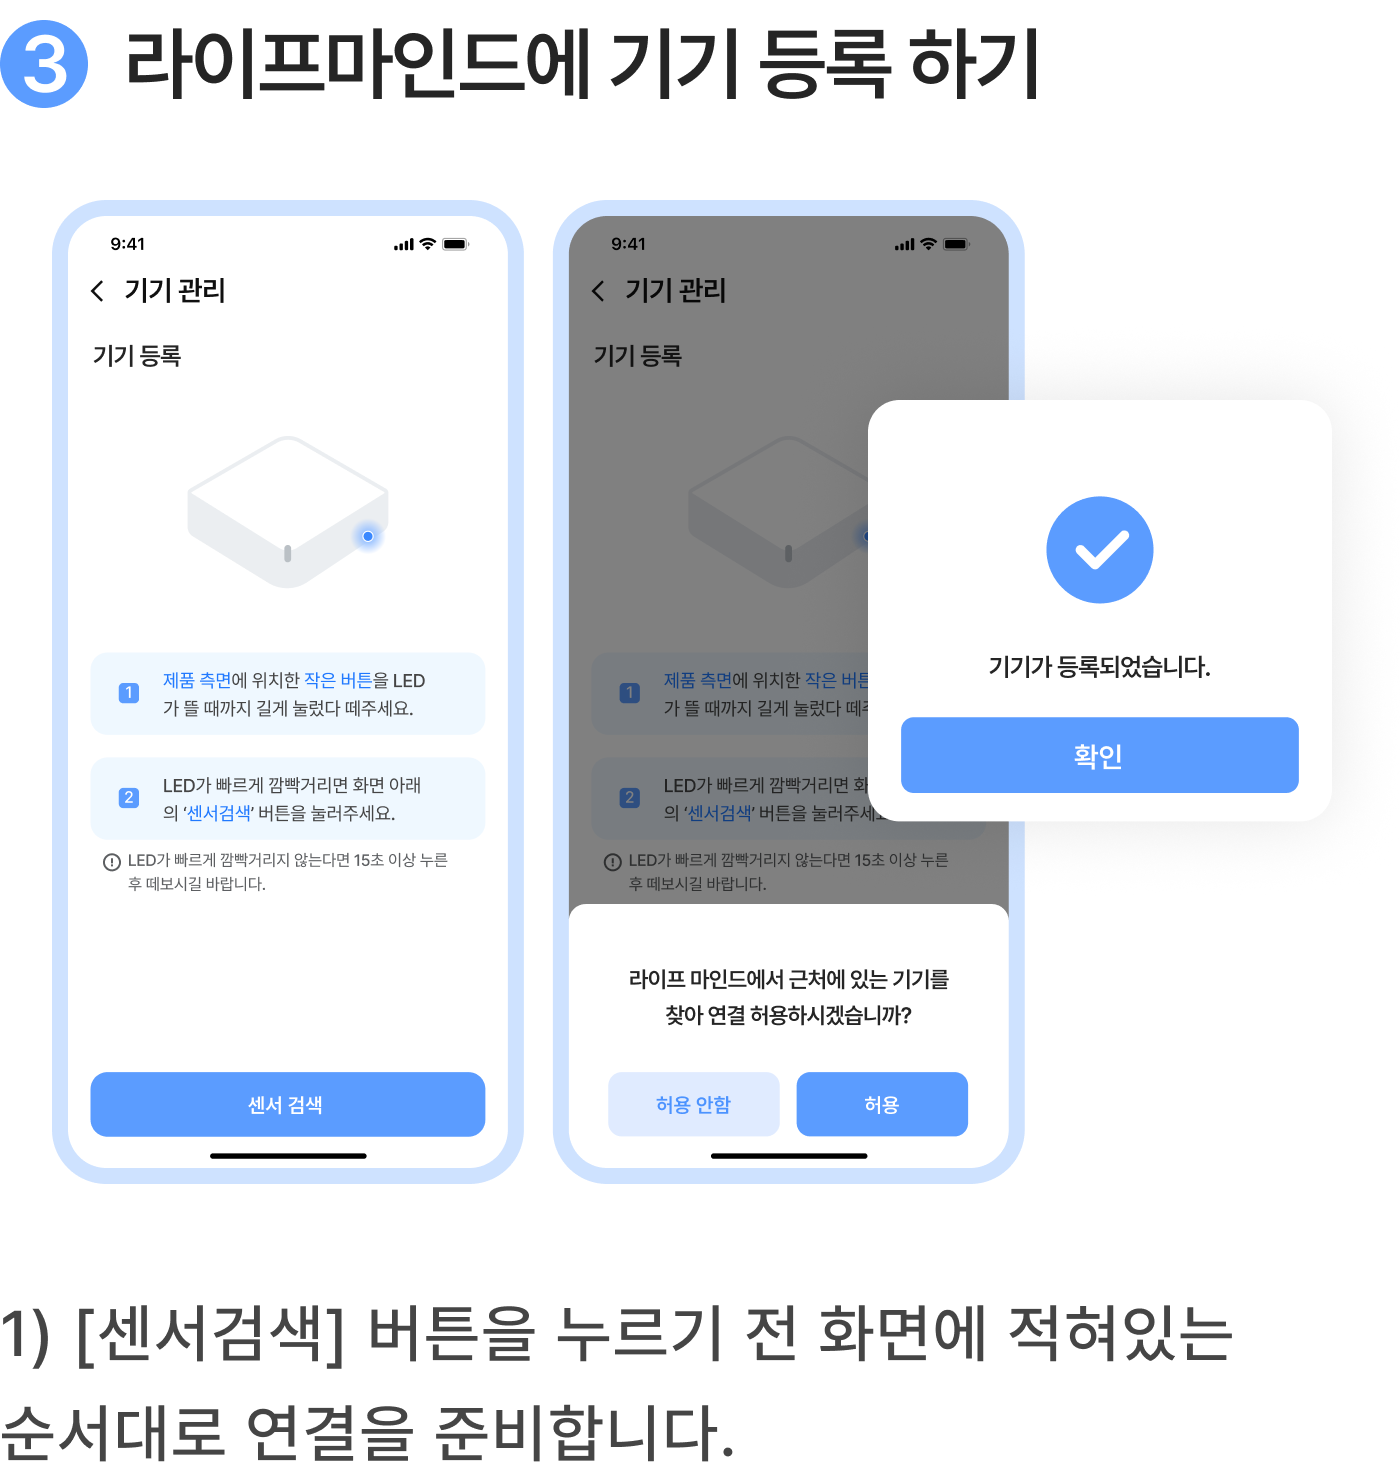 3 라이프마인드에 기기 등록 하기
9:41
기기 관리
기기 등록
1 제품 측면에 위치한 작은 버튼을 LED
가 뜰 때까지 길게 눌렀다 떼주세요.
2 LED가 빠르게 깜빡거리면 화면 아래
의 ‘센서검색’ 버튼을 눌러주세요.
LED가 빠르게 깜빡거리지 않는다면 15초 이상 누른
후 떼보시길 바랍니다.
센서 검색
9:41
기기 관리
기기 등록
1 제품 측면에 위치한 작은
가 뜰 때까지 길게 눌렀다
2 LED가 빠르게 깜빡거리면
의 ‘센서검색’ 버튼을
LED가 빠르게 깜빡거리지 않는다면 15초 이상 누른
후 떼보시길 바랍니다.
라이프 마인드에서 근처에 있는 기기를
찾아 연결 허용하시겠습니까?
허용 안함 허용
기기가 등록되었습니다.
확인
1) [센서검색] 버튼을 누르기 전 화면에 적혀있는
순서대로 연결을 준비합니다.